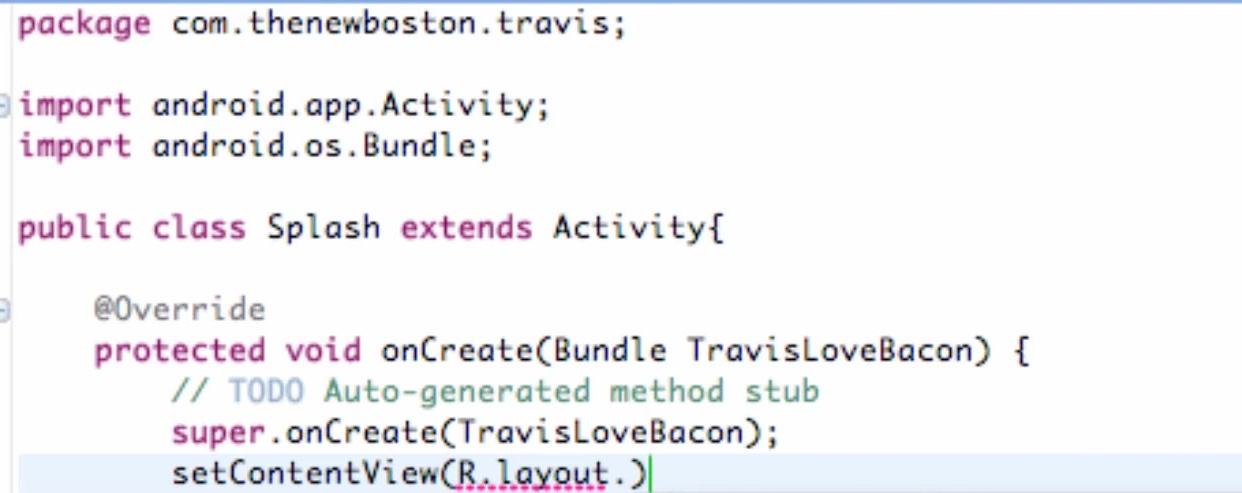 package com.thenewboston.travis;
import android.app.Activity;
import android.os.Bundle;
public class Splash extends Activity{
@Override
protected void onCreate(Bundle TravisLoveBacon) {
// TODO Auto-generated method stub
super.onCreate(TravisLoveBacon);
setContentView(R.layout.)